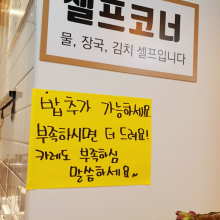 셀프코너
물, 장국, 김치 셀프입니다
밥 추가 가능하세요.
부족하시면 더 드려요!
카레도 부족하심
말씀하세요~